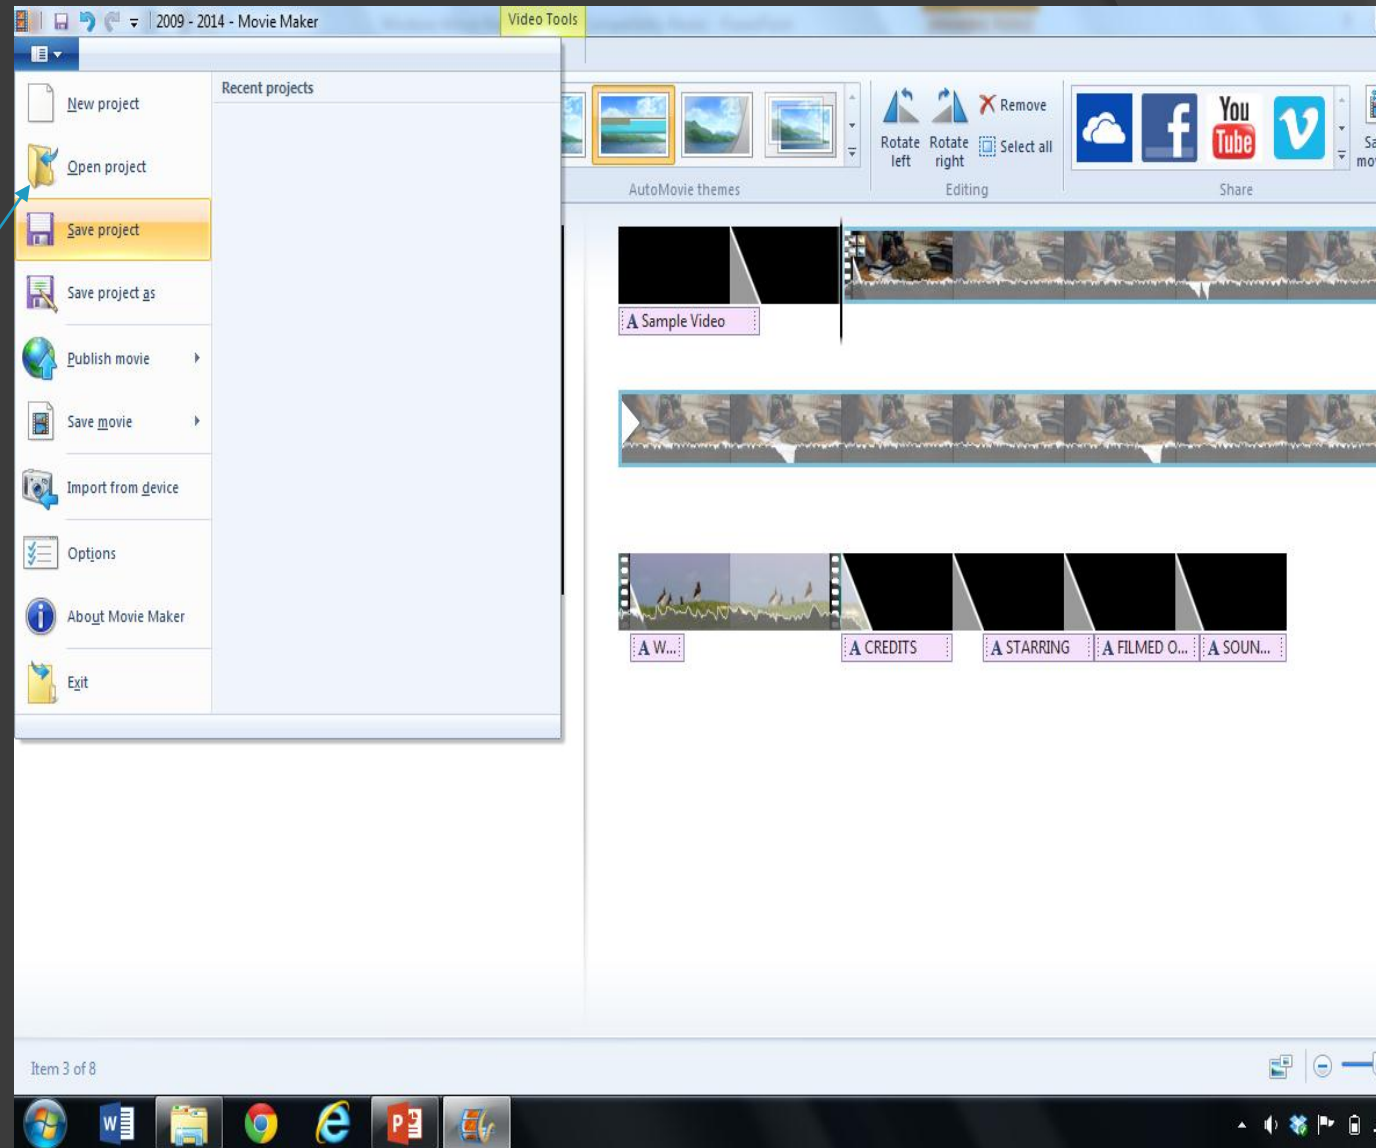 2009 - 2014 - Movie Maker
Video Tools
New project
Open project
Save project
Save project as
Publish movie
Save movie
Import from device
Options
About Movie Maker
Exit
Recent projects
AutoMovie themes
Rotate left
Rotate right
Remove
Select all
Editing
You Tube
Share
A Sample Video
A W...
A CREDITS
A STARRING
A FILMED O...
A SOUN...
Item 3 of 8